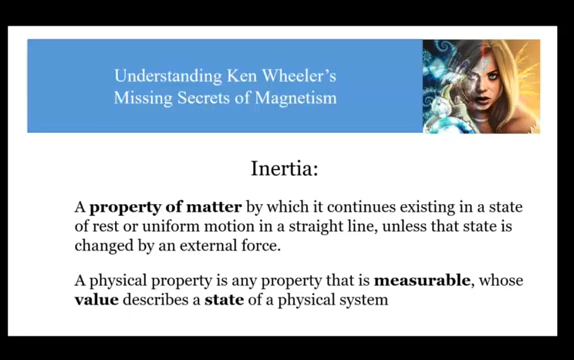 Understanding Ken Wheeler's
Missing Secrets of Magnetism
Inertia:
A property of matter by which it continues existing in a state
of rest or uniform motion in a straight line, unless that state is
changed by an external force.
A physical property is any property that is measurable, whose
value describes a state of a physical system